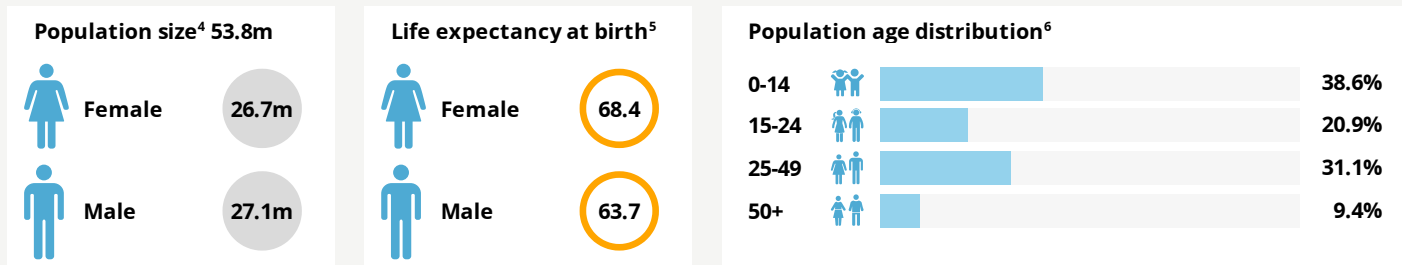 Population size⁴ 53.8m
Female 26.7m
Male 27.1m
Life expectancy at birth⁵
Female 68.4
Male 63.7
Population age distribution⁶
0-14 38.6%
15-24 20.9%
25-49 31.1%
50+ 9.4%